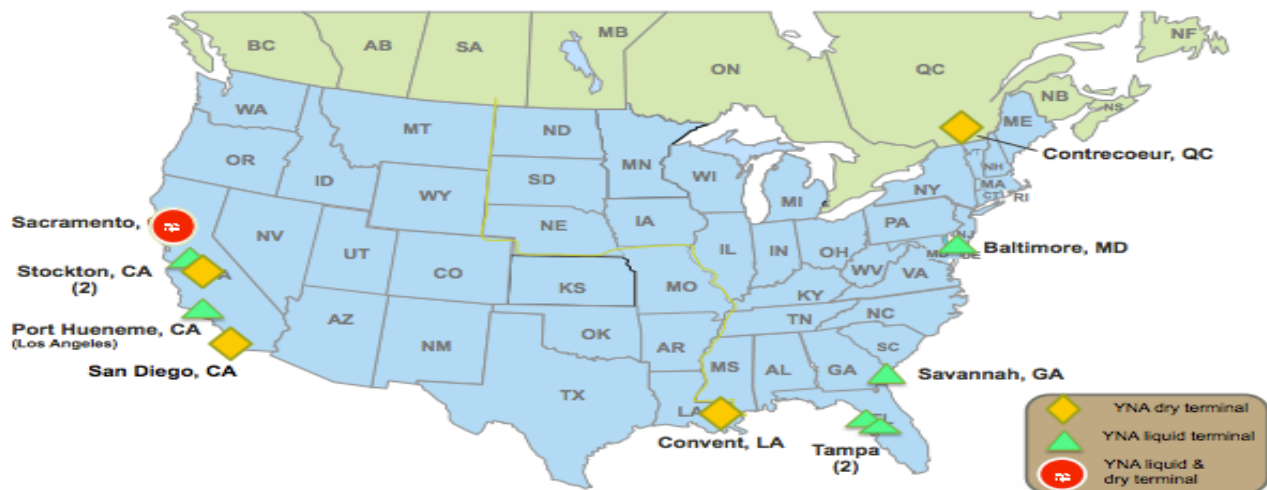 BC
AB
SA
MB
ON
QC
NF
NB
NS
WA
MT
ND
MN
ME
OR
ID
WY
SD
WI
MI
NY
VT
NH
MA
CT
RI
Contrecoeur, QC
Sacramento,
NV
UT
CO
NE
IA
IL
IN
OH
PA
NJ
MD
DE
Baltimore, MD
Stockton, CA
(2)
KS
MO
WV
VA
KY
Port Hueneme, CA
(Los Angeles)
AZ
NM
OK
AR
TN
NC
SC
San Diego, CA
TX
LA
MS
AL
GA
Savannah, GA
Convent, LA
Tampa
(2)
YNA dry terminal
YNA liquid terminal
YNA liquid &
dry terminal